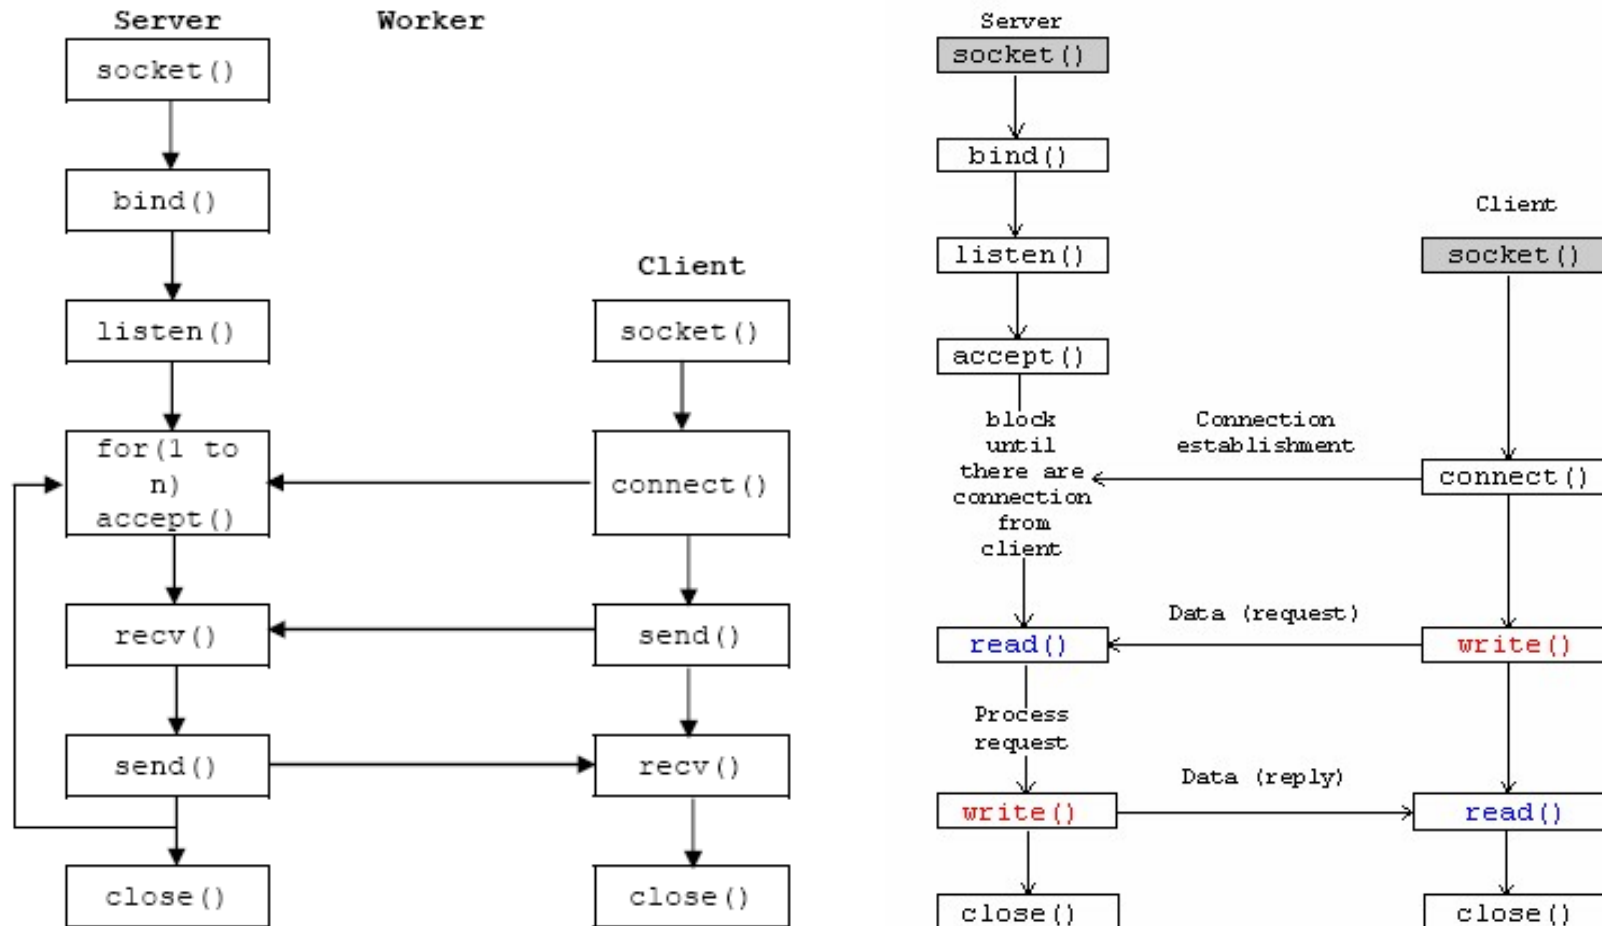 Server
Worker
socket()
bind()
listen()
for(1 to
n)
accept()
recv()
send()
close()
Client
socket()
connect()
send()
recv()
close()
Server
socket()
bind()
listen()
accept()
block
until
there are
connection
from
client
read()
Process
request
write()
close()
Connection
establishment
Data (request)
Data (reply)
Client
socket()
connect()
write()
read()
close()